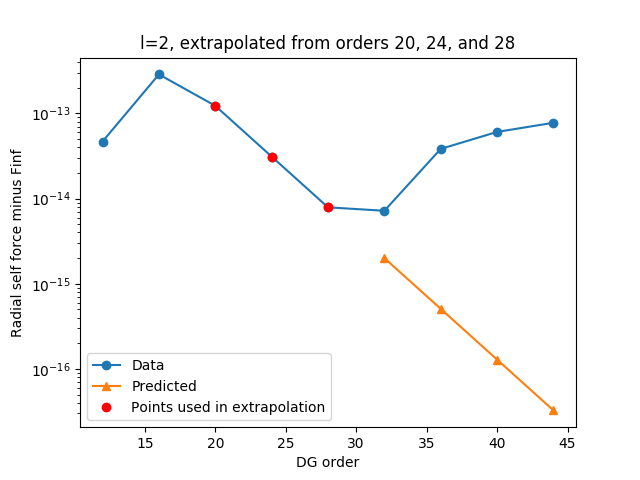 l=2, extrapolated from orders 20, 24, and 28
Radial self force minus Finf
10⁻¹³
10⁻¹⁴
10⁻¹⁵
10⁻¹⁶
Data
Predicted
Points used in extrapolation
15 20 25 30 35 40 45
DG order